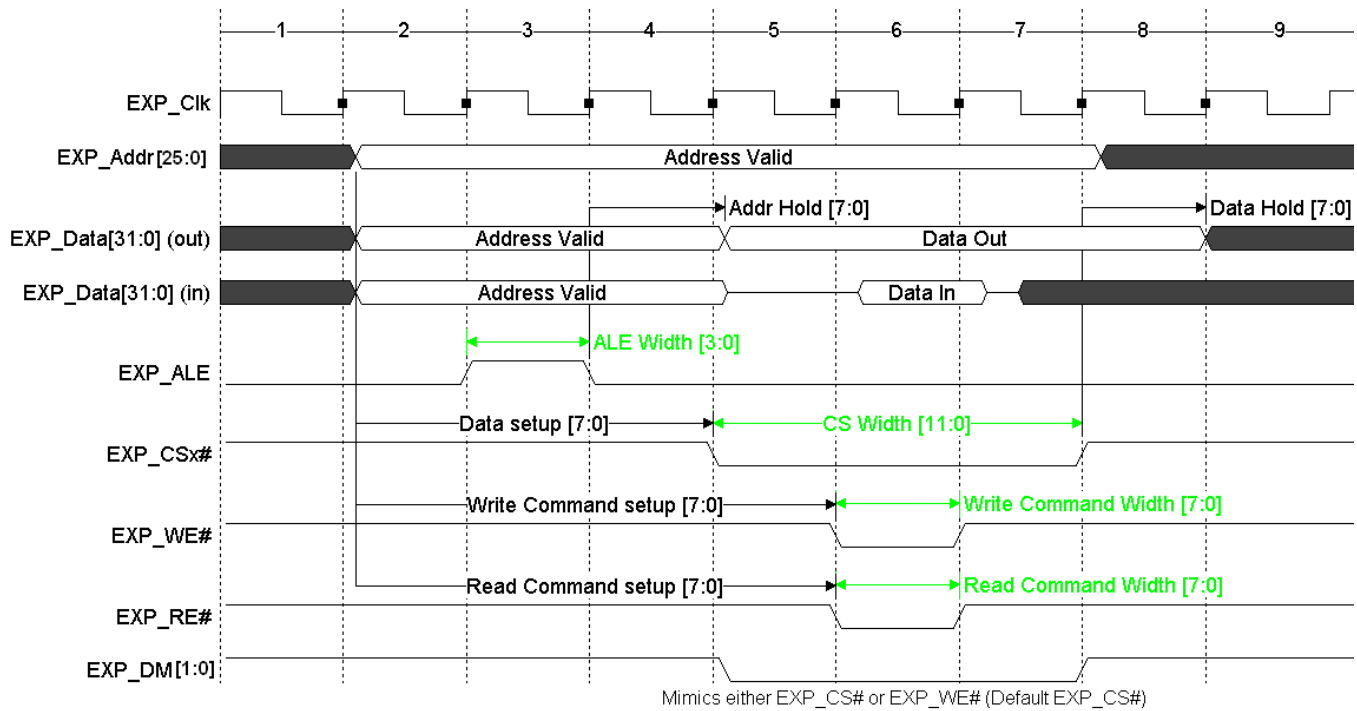 1 2 3 4 5 6 7 8 9
EXP_Clk
EXP_Addr[25:0] Address Valid
Addr Hold [7:0] Data Hold [7:0]
EXP_Data[31:0] (out) Address Valid Data Out
EXP_Data[31:0] (in) Address Valid Data In
ALE Width [3:0]
EXP_ALE
Data setup [7:0] CS Width [11:0]
EXP_CSx#
Write Command setup [7:0] Write Command Width [7:0]
EXP_WE#
Read Command setup [7:0] Read Command Width [7:0]
EXP_RE#
EXP_DM[1:0]
Mimics either EXP_CS# or EXP_WE# (Default EXP_CS#)